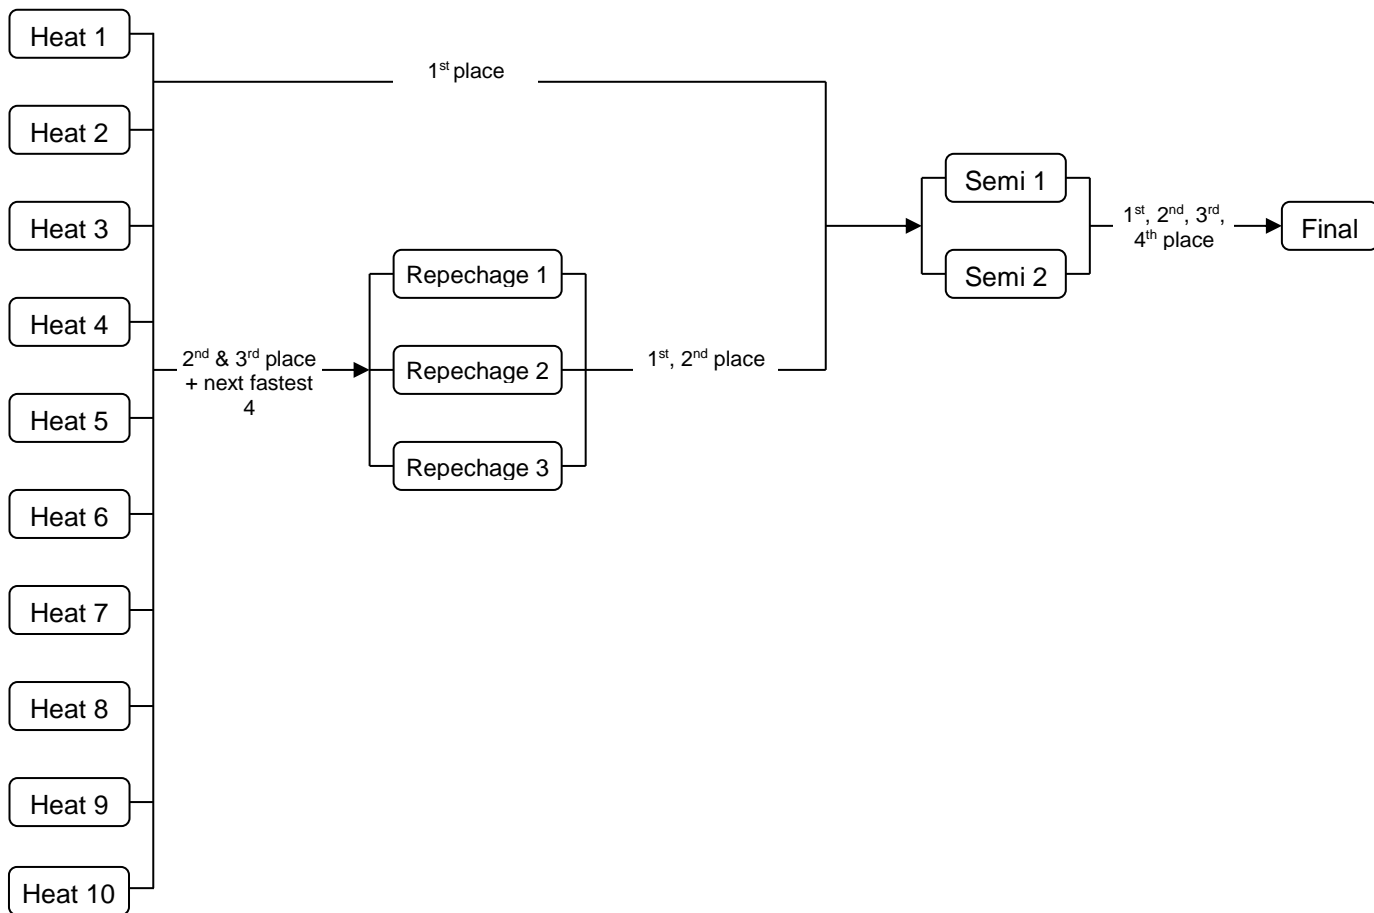 Heat 1
1st place
Heat 2
Semi 1
Heat 3
1st, 2nd, 3rd,
4th place
Final
Repechage 1
Semi 2
Heat 4
2nd & 3rd place
+ next fastest
4
Repechage 2
1st, 2nd place
Heat 5
Repechage 3
Heat 6
Heat 7
Heat 8
Heat 9
Heat 10